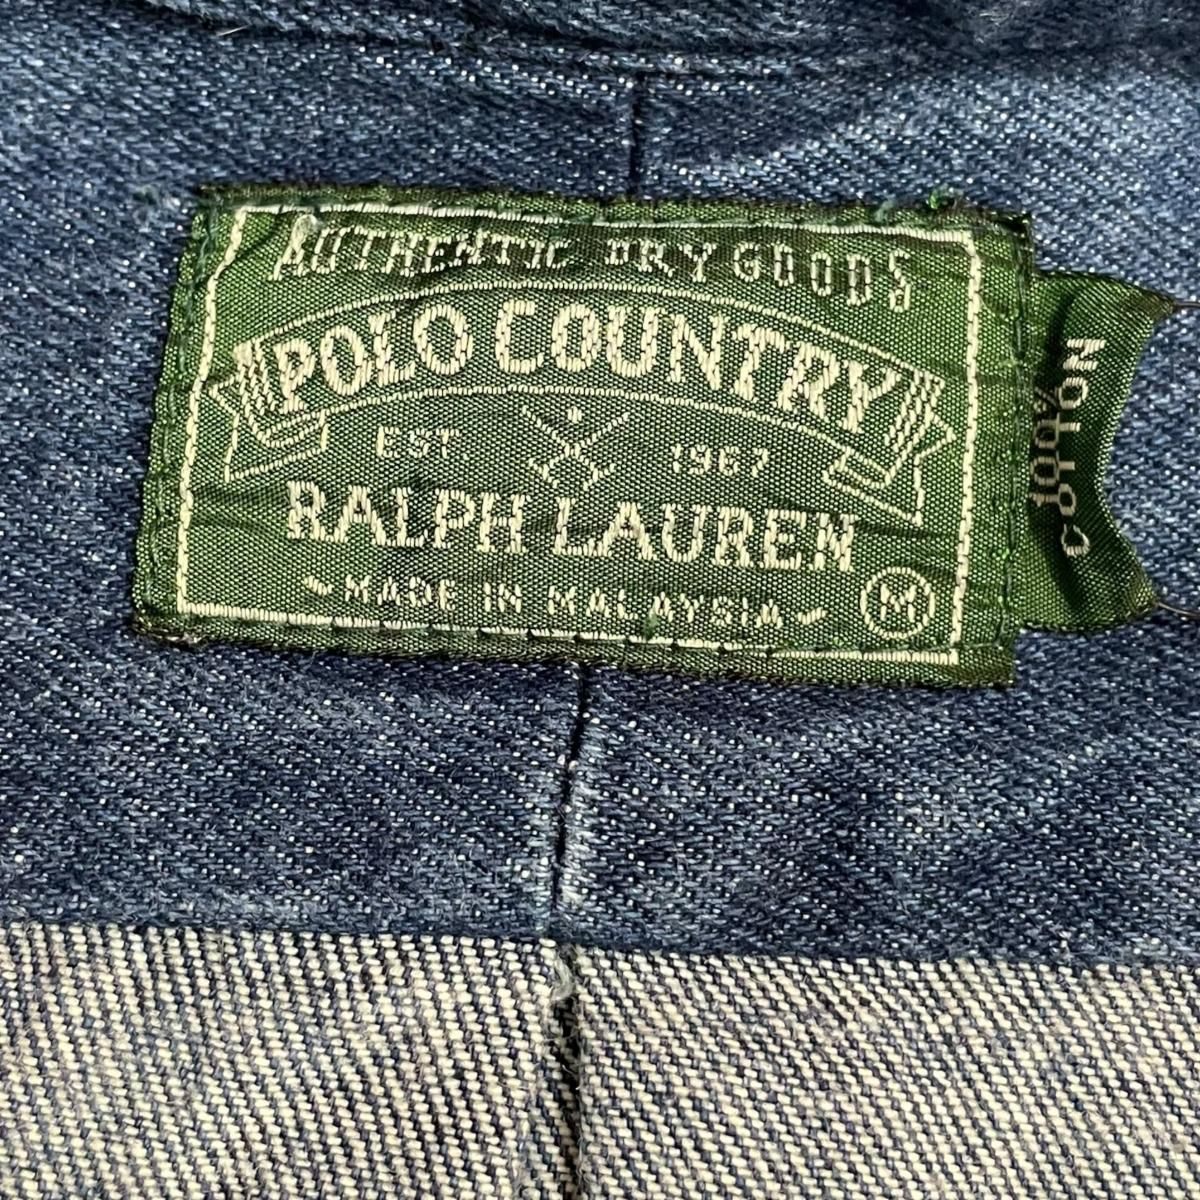 AUTHENTIC DRY GOODS
POLO COUNTRY
EST. 1967
RALPH LAUREN
MADE IN MALAYSIA
M
100%
COTTON